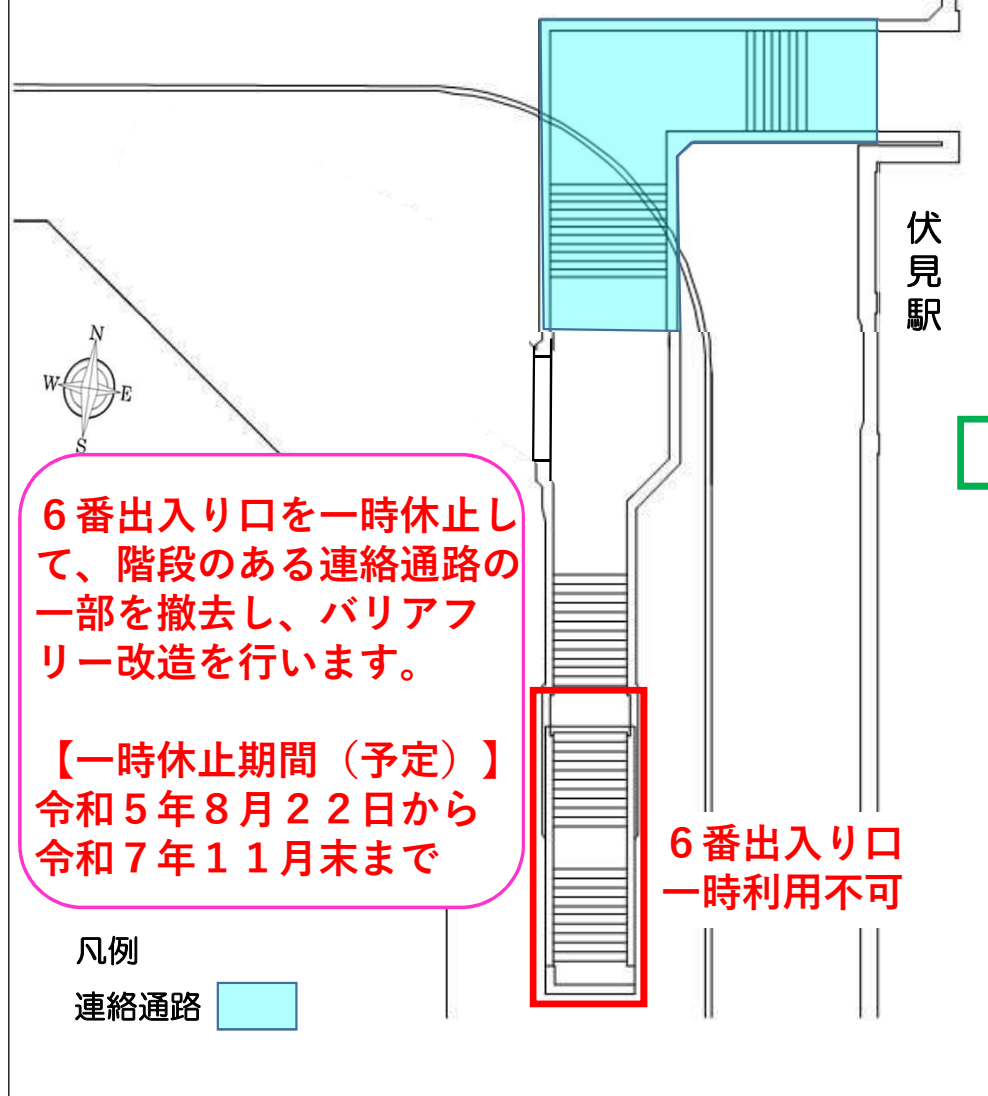 伏見駅
N
W
E
S
６番出入り口を一時休止し
て、階段のある連絡通路の
一部を撤去し、バリアフ
リー改造を行います。
【一時休止期間（予定）】
令和５年８月２２日から
令和７年１１月末まで
６番出入り口
一時利用不可
凡例
連絡通路